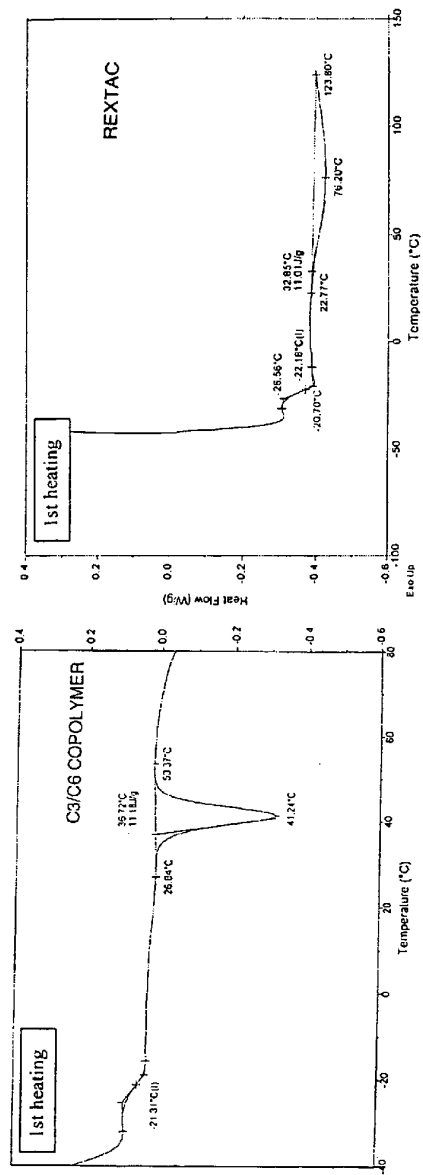 1st heating
C3/C6 COPOLYMER
0.4
0.2
0.0
-0.2
-0.4
-0.6
-40
-20
0
20
40
60
80
Temperature (°C)
-21.31°C(I)
26.84°C
36.72°C
11.18J/g
53.37°C
41.24°C
1st heating
REXTAC
0.4
0.2
0.0
-0.2
-0.4
-0.6
Heat Flow (W/g)
Exo Up
-100
-50
0
50
100
150
Temperature (°C)
-26.56°C
-22.18°C(I)
-20.70°C
22.77°C
32.85°C
11.01J/g
76.20°C
123.80°C